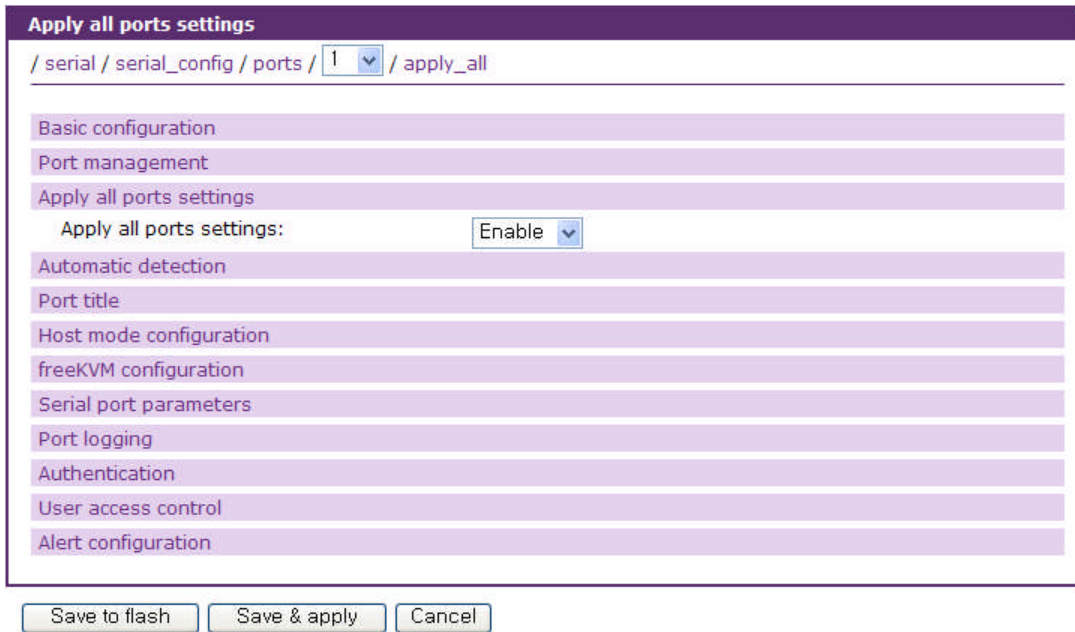 Apply all ports settings
/ serial / serial_config / ports / 1 / apply_all
Basic configuration
Port management
Apply all ports settings
Apply all ports settings: Enable
Automatic detection
Port title
Host mode configuration
freeKVM configuration
Serial port parameters
Port logging
Authentication
User access control
Alert configuration
Save to flash Save & apply Cancel